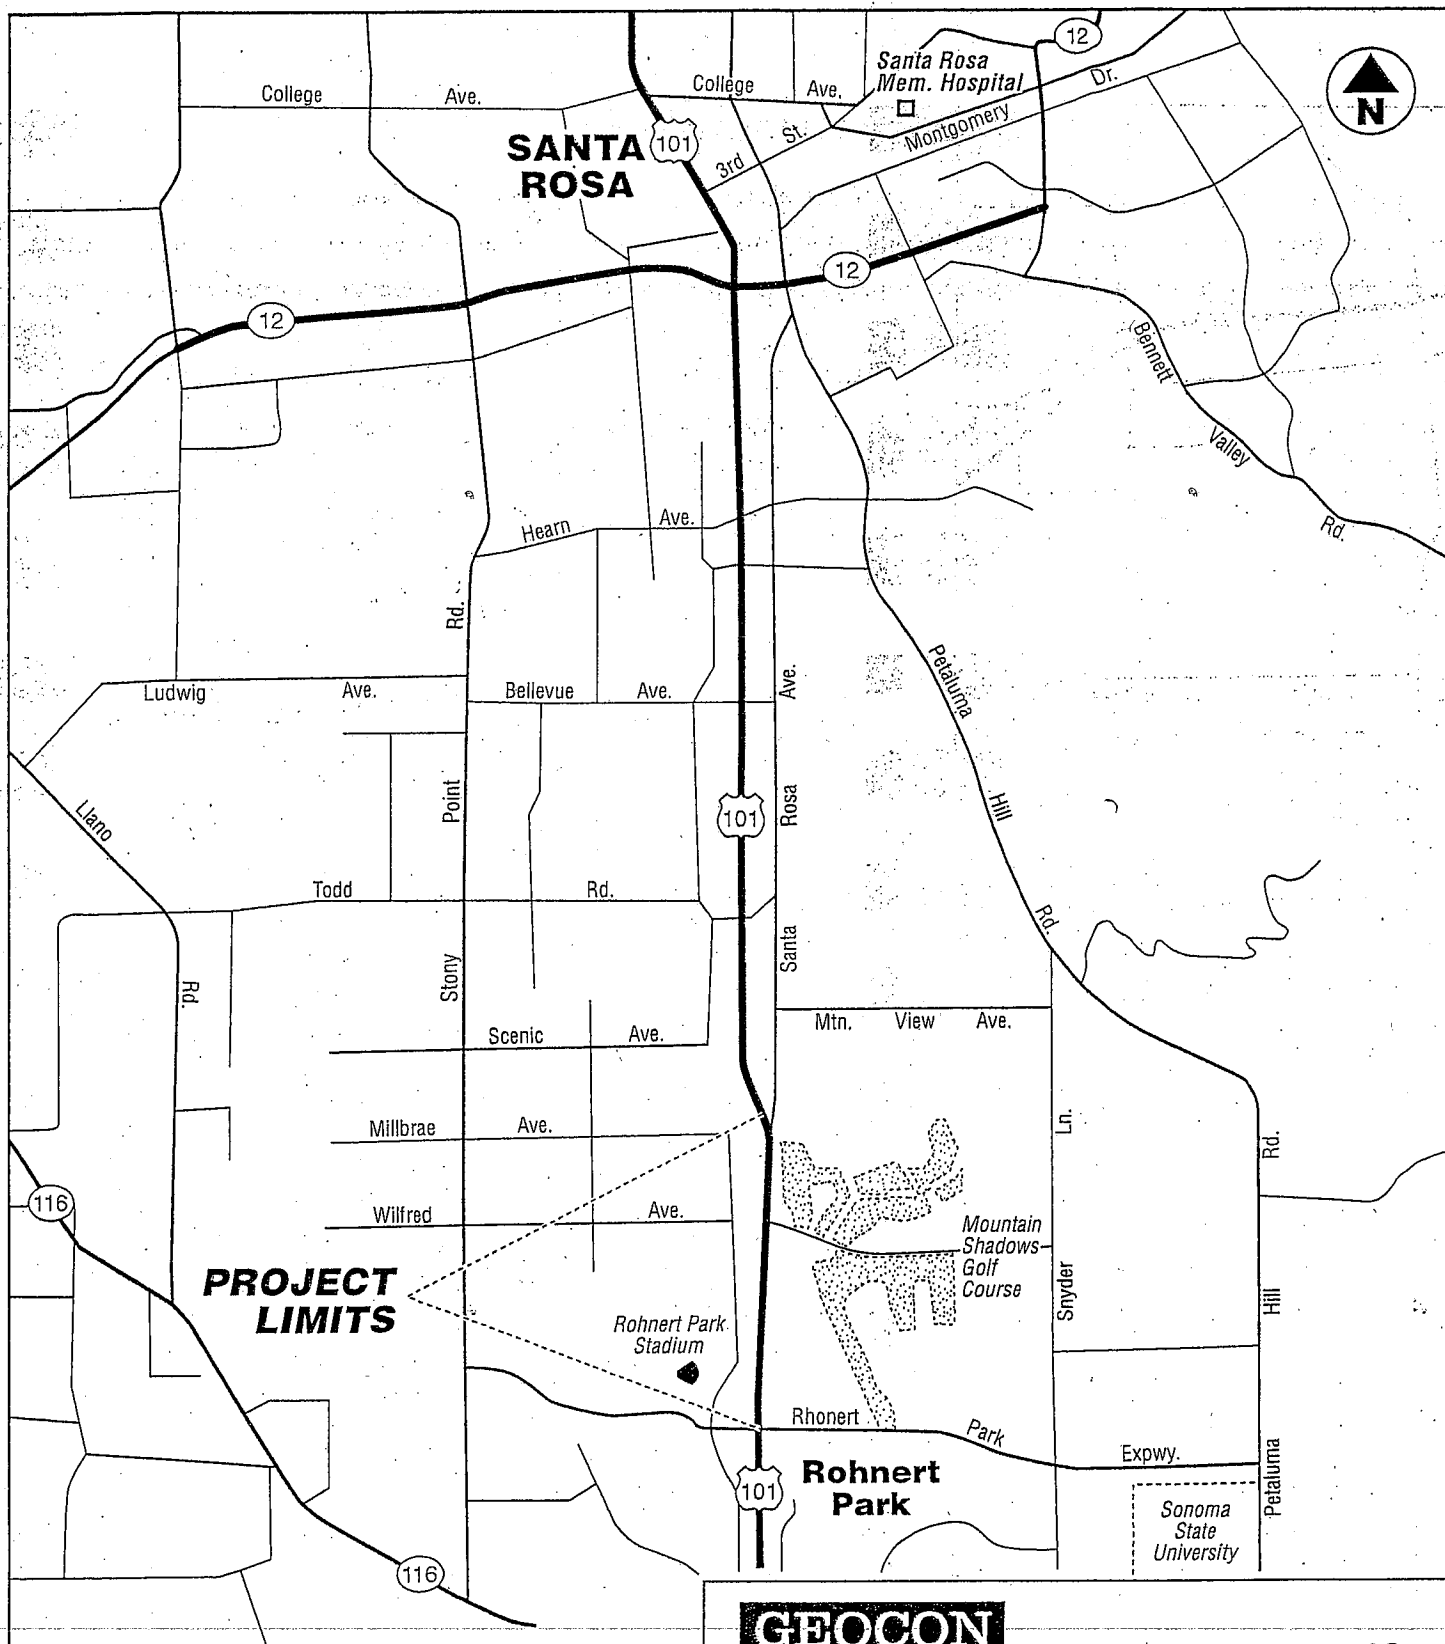 12
Santa Rosa
Mem. Hospital
N
College Ave.
College Ave.
Dr.
Montgomery
SANTA
ROSA
101
3rd St.
12
12
Bennett
Valley
Rd.
Hearn Ave.
Rd.
Point
Stony
Ludwig Ave.
Bellevue Ave.
Ave.
Rosa
Santa
Petaluma
Hill
Rd.
101
Llano
Rd.
Todd Rd.
Mtn. View Ave.
Scenic Ave.
Millbrae Ave.
Ln.
Snyder
Rd.
Hill
Petaluma
116
Wilfred Ave.
Mountain
Shadows
Golf
Course
PROJECT
LIMITS
Rohnert Park
Stadium
Rhonert Park Expwy.
Rohnert
Park
101
Sonoma
State
University
116
GEOCON